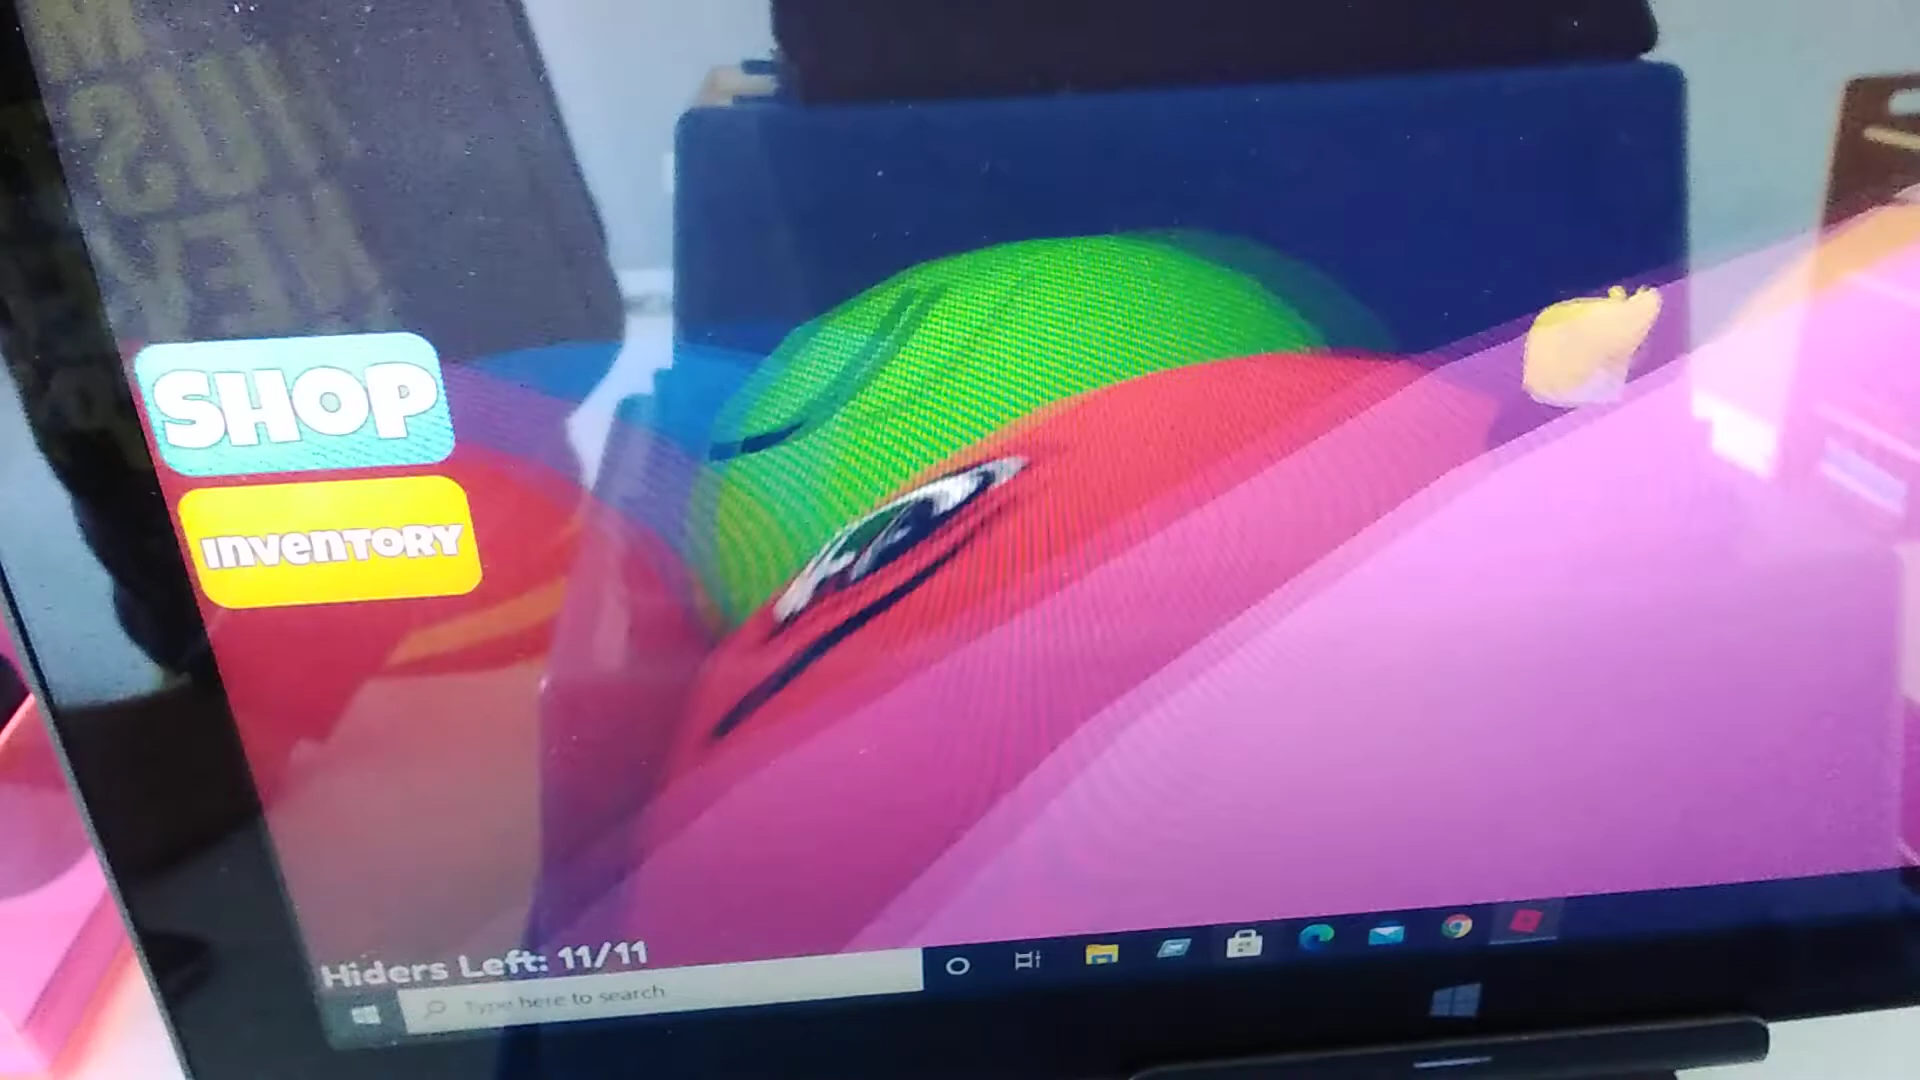 SHOP
INVENTORY
Hiders Left: 11/11
Type here to search